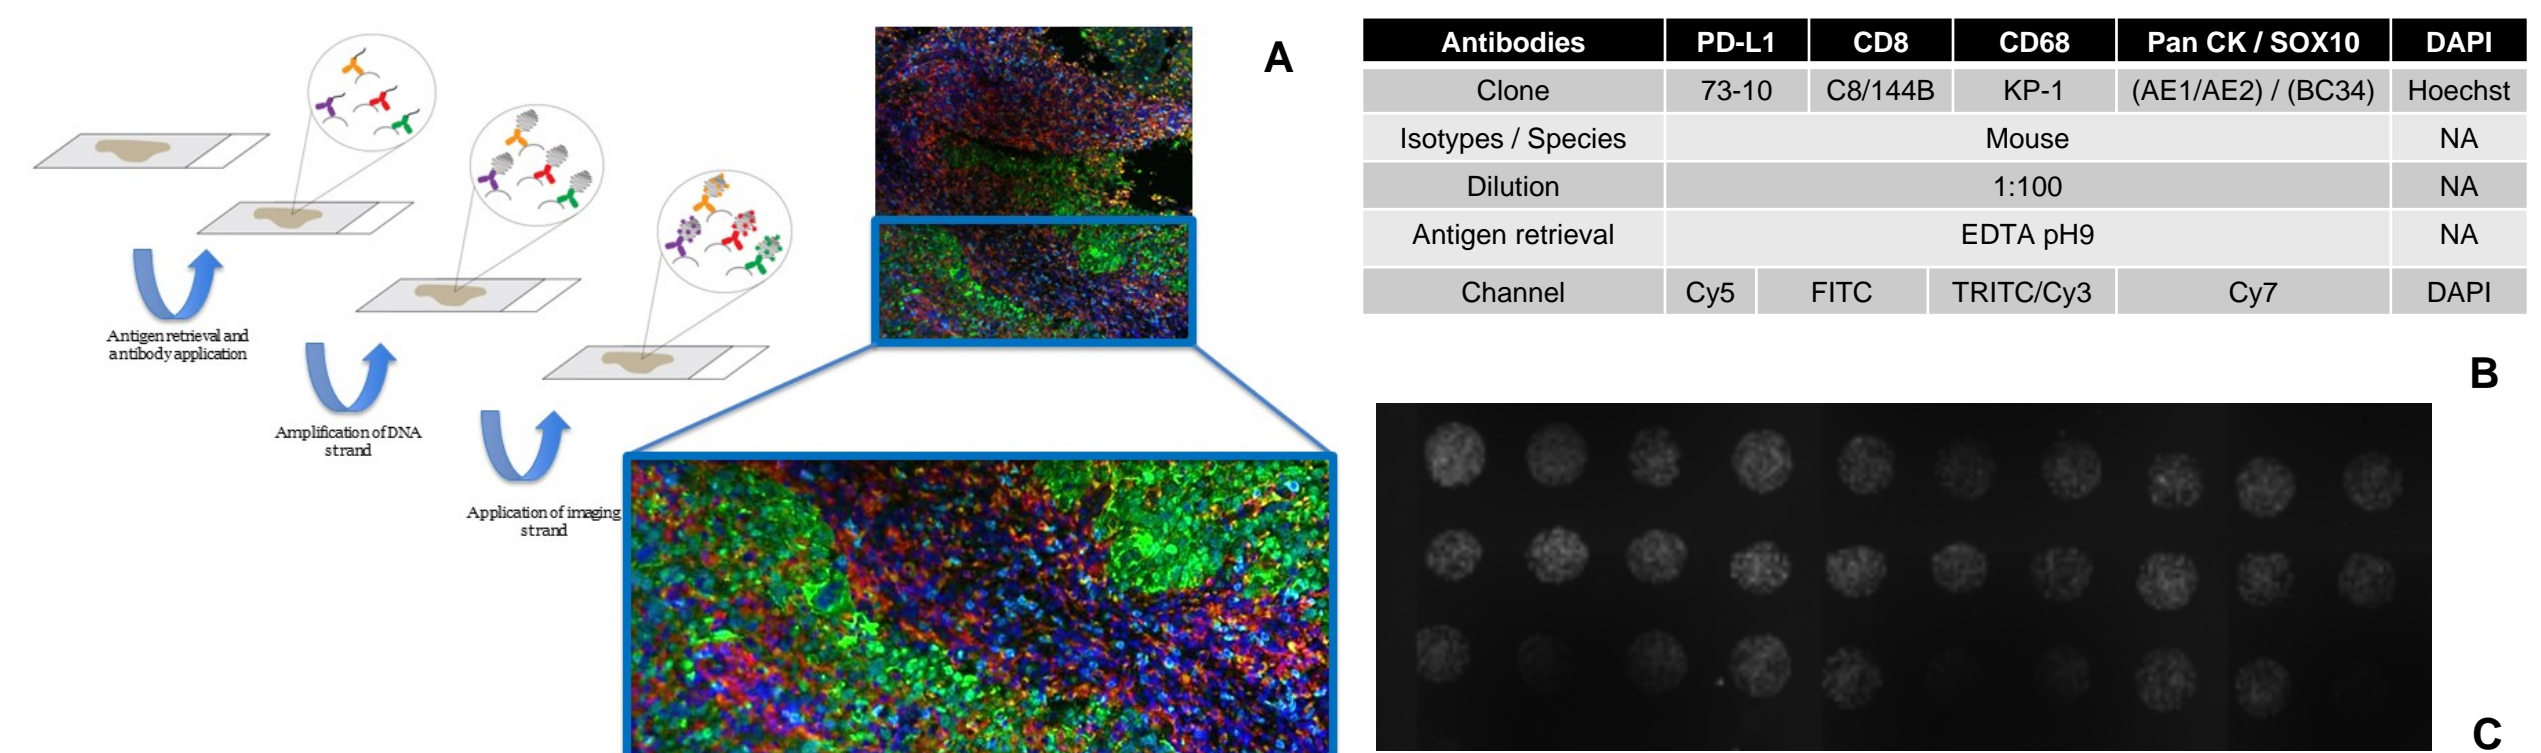 A
Antigen retrieval and
antibody application
Amplification of DNA
strand
Application of imaging
strand
Antibodies PD-L1 CD8 CD68 Pan CK / SOX10 DAPI
Clone 73-10 C8/144B KP-1 (AE1/AE2) / (BC34) Hoechst
Isotypes / Species Mouse NA
Dilution 1:100 NA
Antigen retrieval EDTA pH9 NA
Channel Cy5 FITC TRITC/Cy3 Cy7 DAPI
B
C